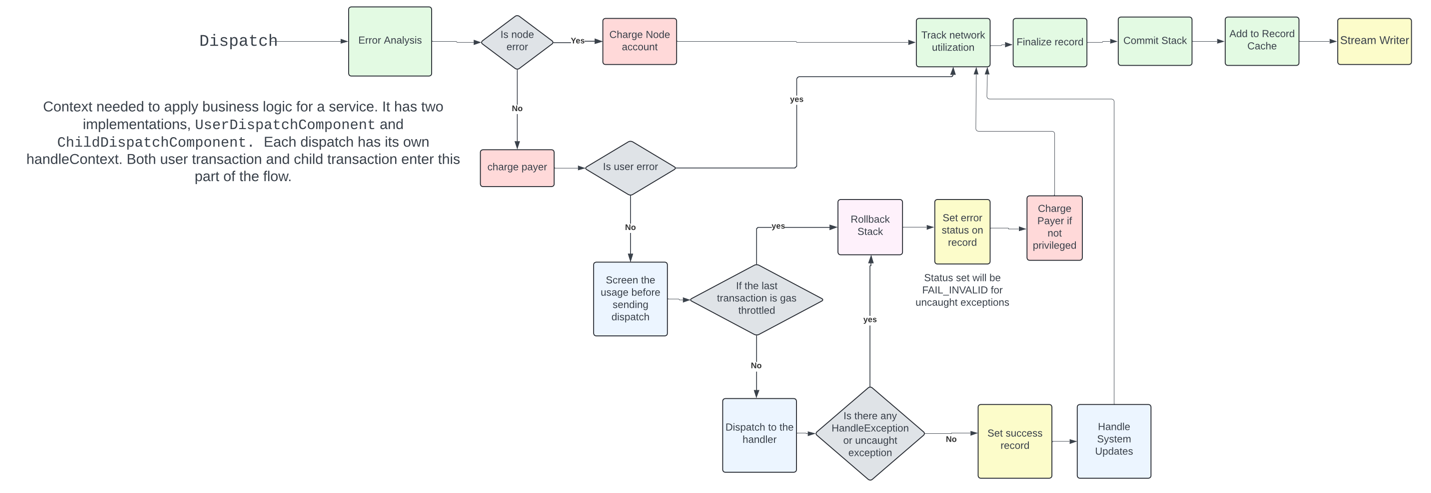 Dispatch
Error Analysis
Is node
error
Yes
Charge Node
account
Track network
utilization
Finalize record
Commit Stack
Add to Record
Cache
Stream Writer
Context needed to apply business logic for a service. It has two
implementations, UserDispatchComponent and
ChildDispatchComponent. Each dispatch has its own
handleContext. Both user transaction and child transaction enter this
part of the flow.
No
yes
charge payer
Is user error
No
Screen the
usage before
sending
dispatch
If the last
transaction is gas
throttled
yes
Rollback
Stack
Set error
status on
record
Charge
Payer if
not
privileged
Status set will be
FAIL_INVALID for
uncaught exceptions
yes
No
Dispatch to the
handler
Is there any
HandleException
or uncaught
exception
No
Set success
record
Handle
System
Updates